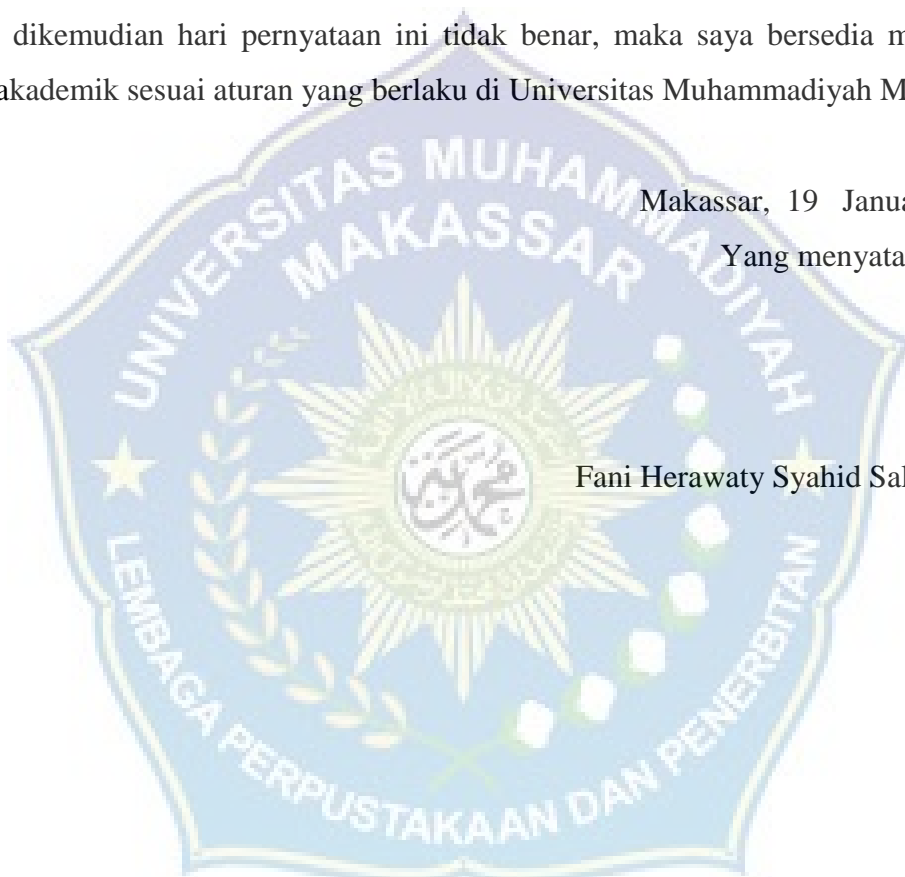 dikemudian hari pernyataan ini tidak benar, maka saya bersedia m
akademik sesuai aturan yang berlaku di Universitas Muhammadiyah M
UNIVERSITAS MUHAMMADIYAH
MAKASSAR
Makassar, 19 Janua
Yang menyata
Fani Herawaty Syahid Sal
LEMBAGA PERPUSTAKAAN DAN PENERBITAN